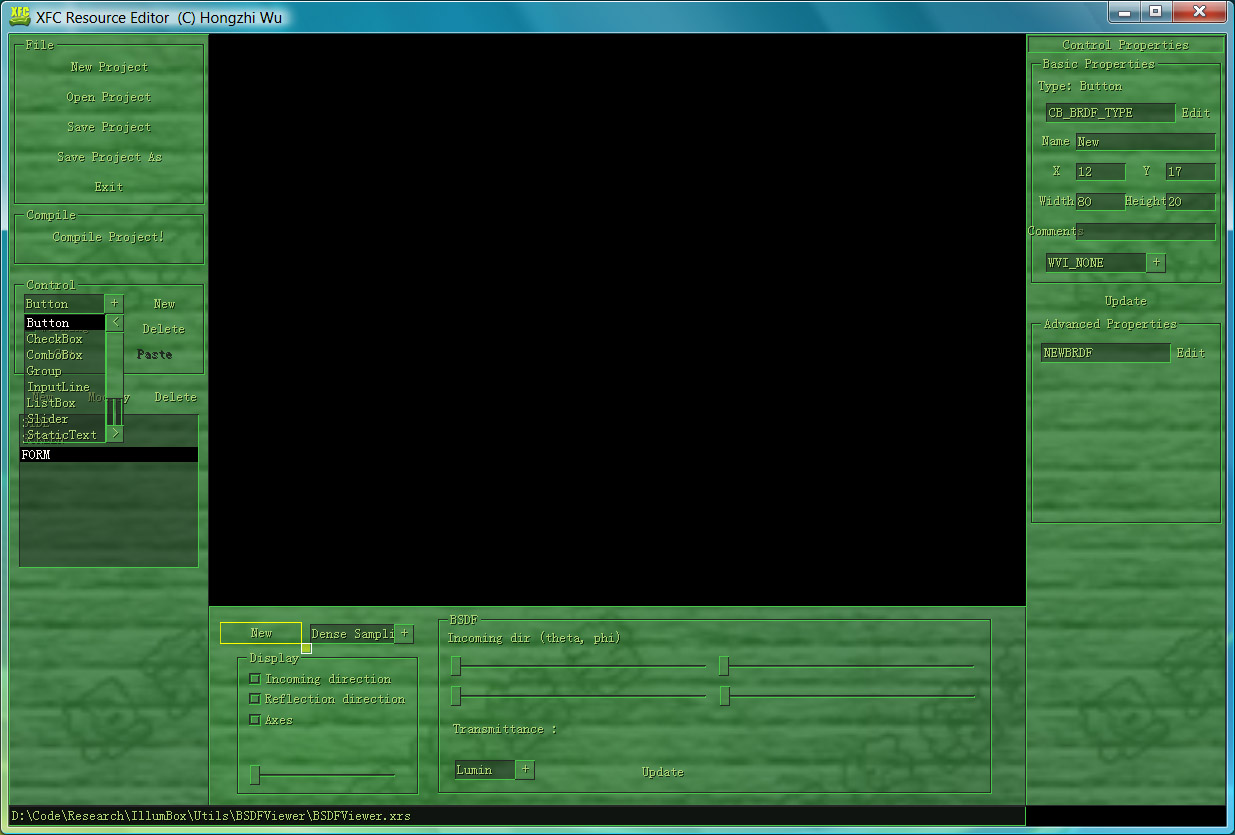 XFC Resource Editor (C) Hongzhi Wu
File
New Project
Open Project
Save Project
Save Project As
Exit
Compile
Compile Project!
Control
Button + New
Button <
Delete
CheckBox
ComboBox Paste
Group
InputLine
Delete
ListBox
Slider
StaticText >
FORM
New Dense Sampli +
Display
Incoming direction
Reflection direction
Axes
BSDF
Incoming dir (theta, phi)
Transmittance :
Lumin + Update
Control Properties
Basic Properties
Type: Button
CB_BRDF_TYPE Edit
Name New
X 12 Y 17
Width 80 Height 20
Comments
WVI_NONE +
Update
Advanced Properties
NEWBRDF Edit
D:\Code\Research\IllumBox\Utils\BSDFViewer\BSDFViewer.xrs